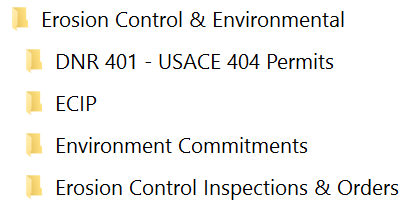 Erosion Control & Environmental
DNR 401 - USACE 404 Permits
ECIP
Environment Commitments
Erosion Control Inspections & Orders